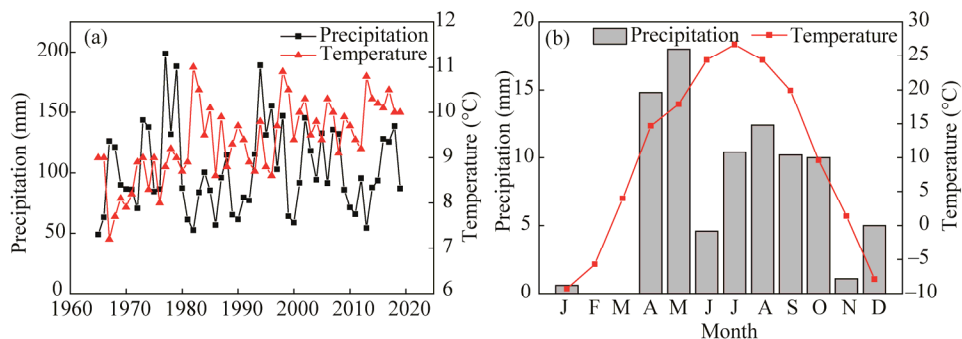 (a)
Precipitation
Temperature
200
150
100
50
0
Precipitation (mm)
12
11
10
9
8
7
6
Temperature (°C)
1960 1970 1980 1990 2000 2010 2020
(b)
Precipitation
Temperature
20
15
10
5
0
Precipitation (mm)
30
25
20
15
10
5
0
−5
−10
Temperature (°C)
J F M A M J J A S O N D
Month